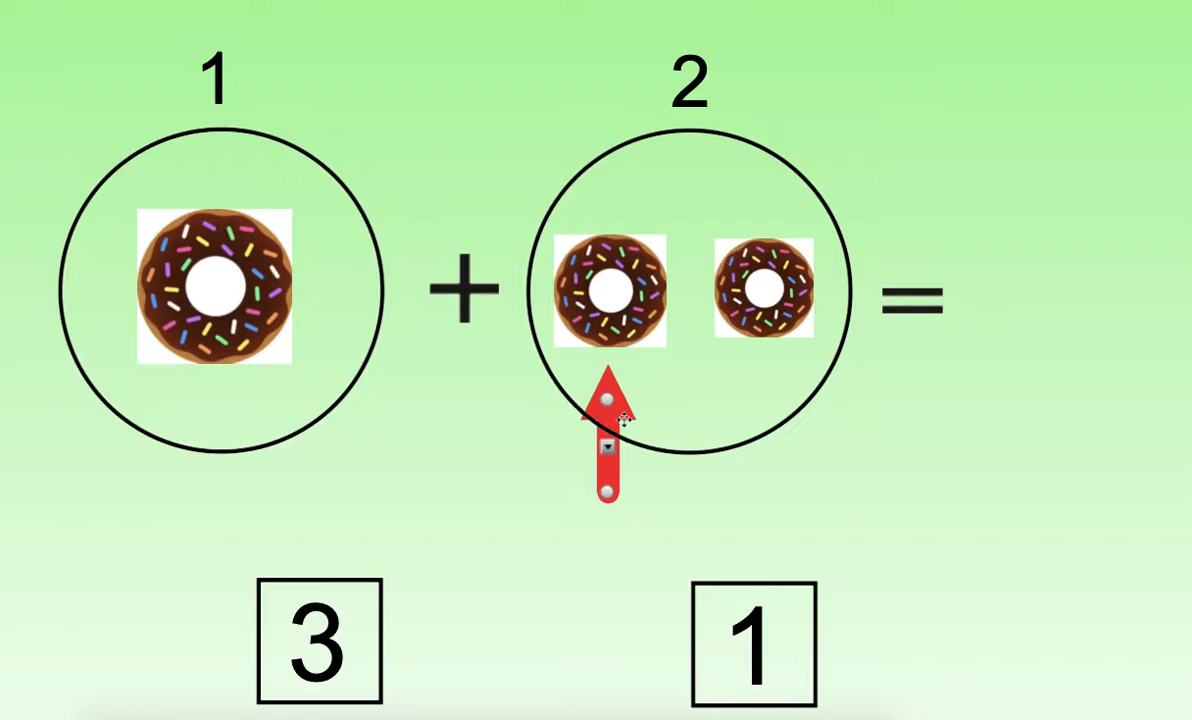 1 2
+ =
3 1